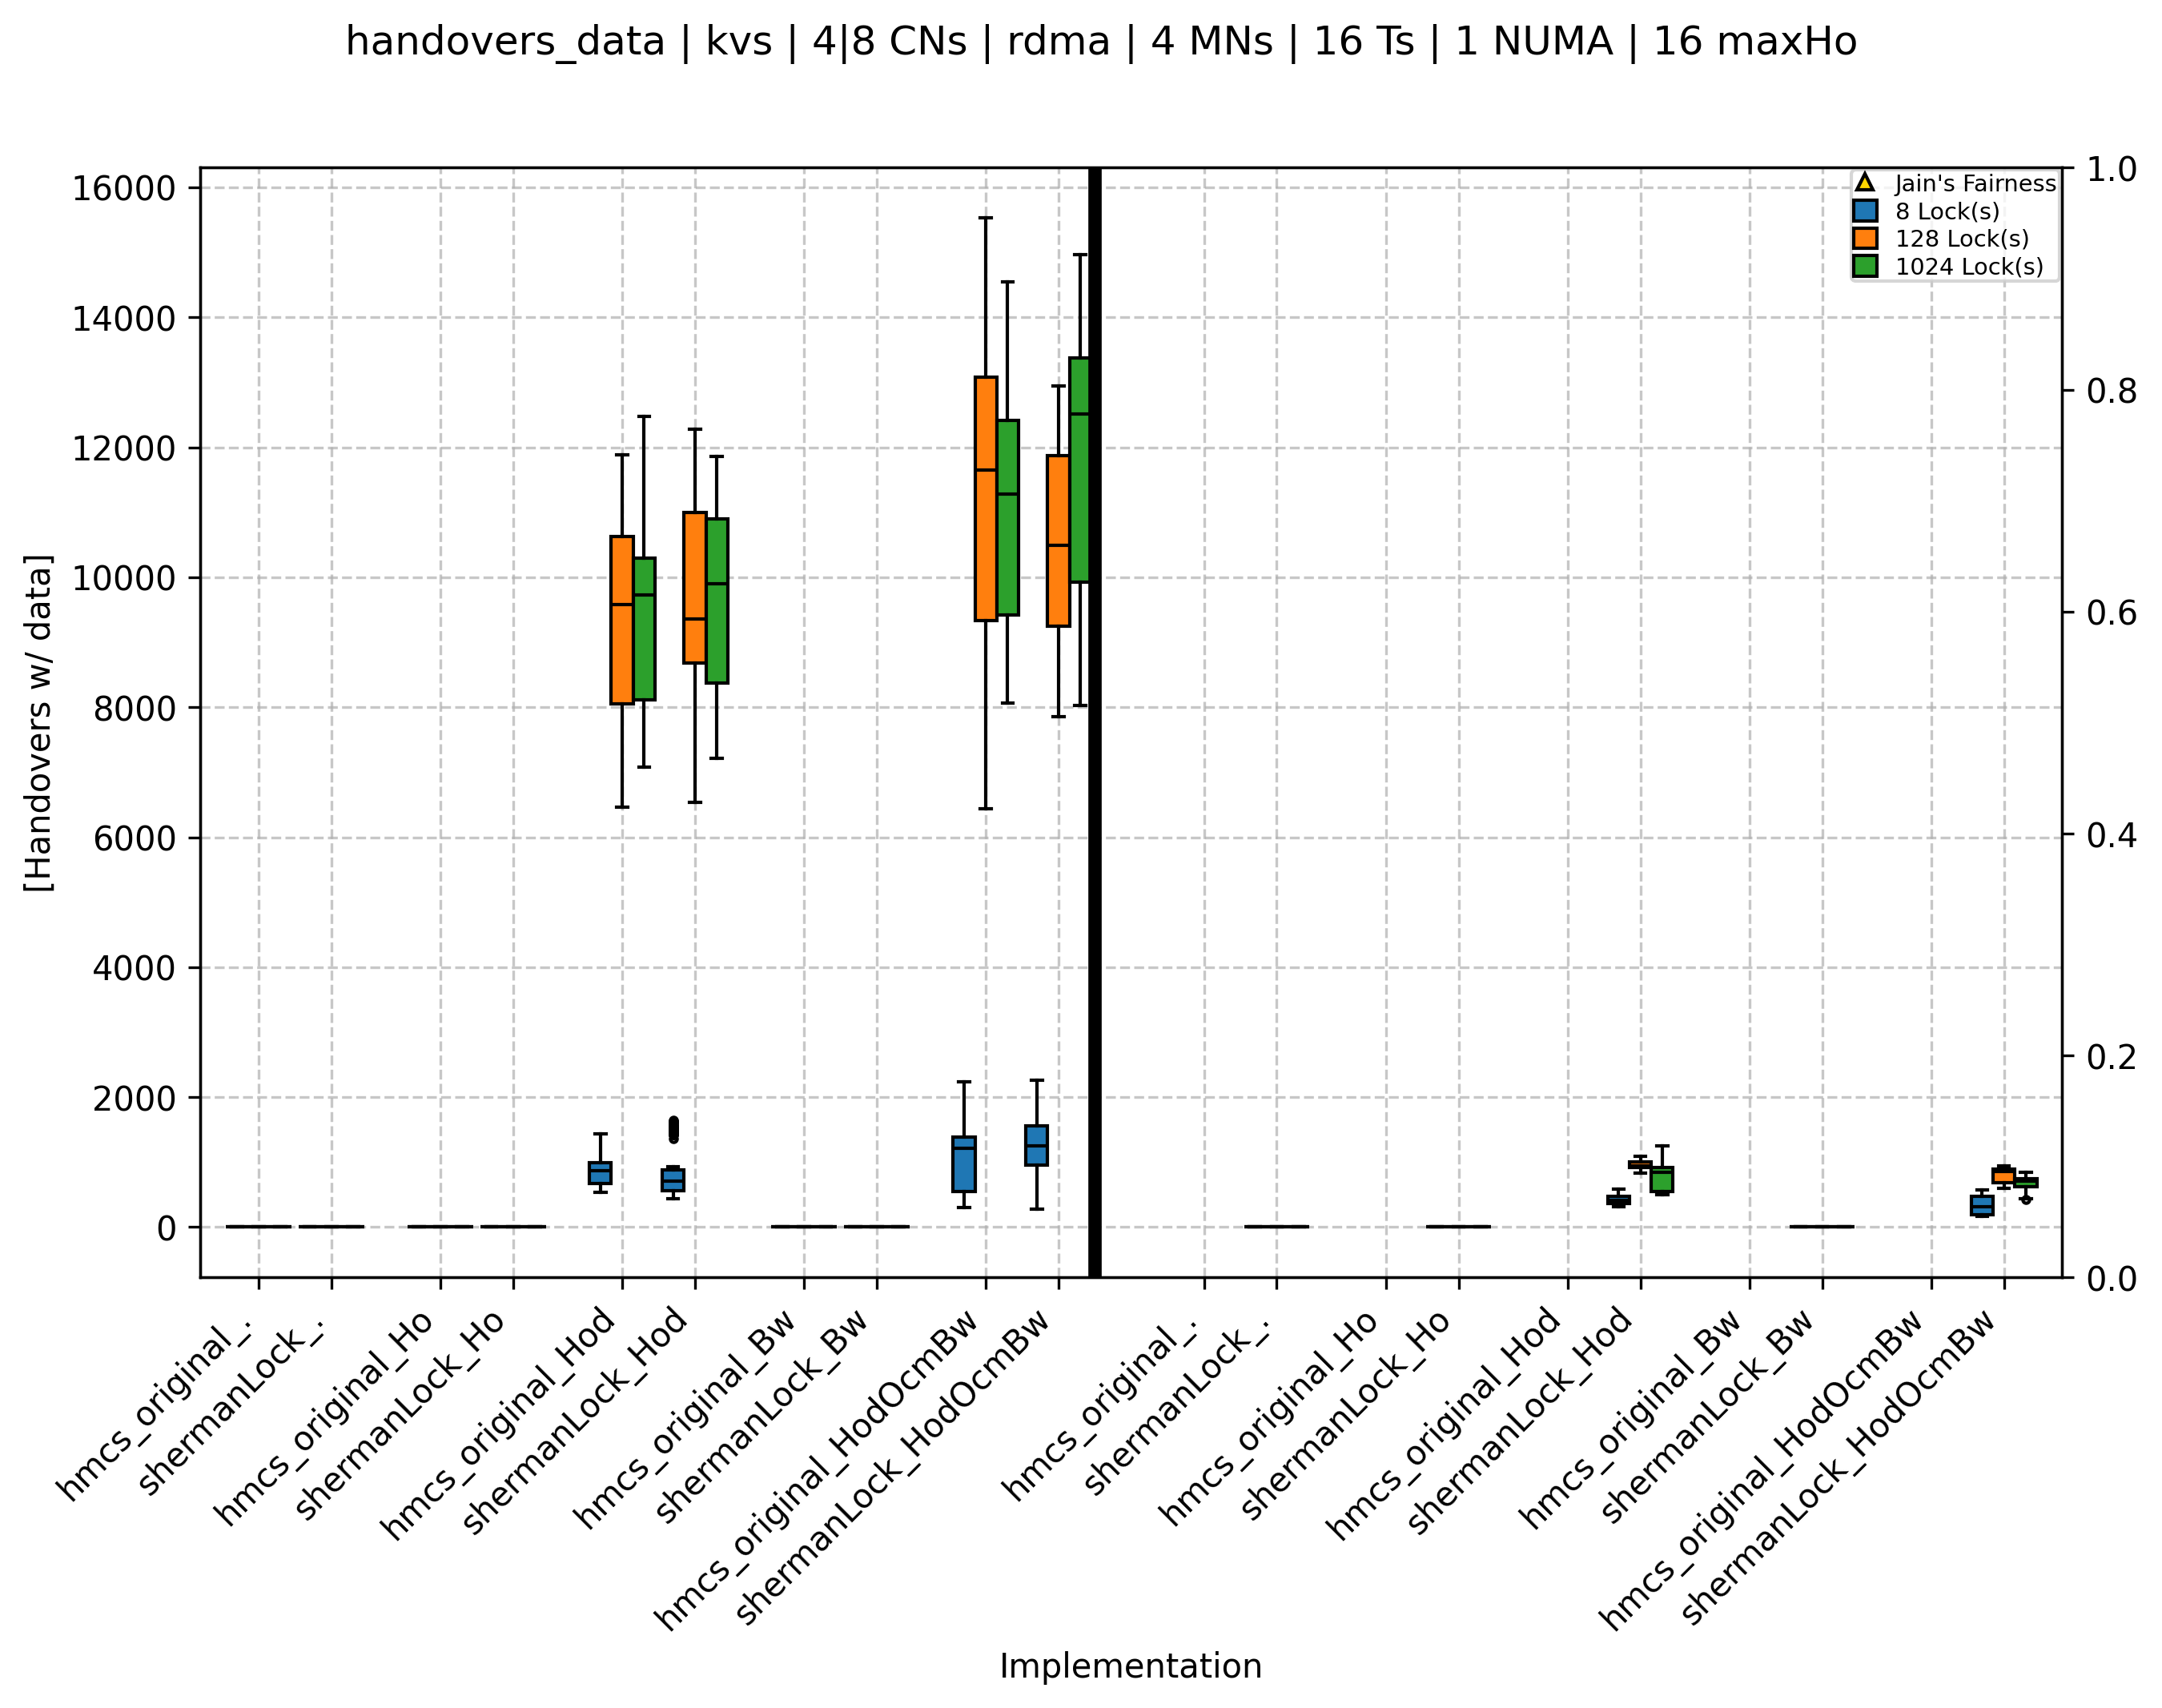 handovers_data | kvs | 4|8 CNs | rdma | 4 MNs | 16 Ts | 1 NUMA | 16 maxHo
[Handovers w/ data]
16000
14000
12000
10000
8000
6000
4000
2000
0
1.0
0.8
0.6
0.4
0.2
0.0
Jain's Fairness
8 Lock(s)
128 Lock(s)
1024 Lock(s)
hmcs_original_.
shermanLock_.
hmcs_original_Ho
shermanLock_Ho
hmcs_original_Hod
shermanLock_Hod
hmcs_original_Bw
shermanLock_Bw
hmcs_original_HodOcmBw
shermanLock_HodOcmBw
hmcs_original_.
shermanLock_.
hmcs_original_Ho
shermanLock_Ho
hmcs_original_Hod
shermanLock_Hod
hmcs_original_Bw
shermanLock_Bw
hmcs_original_HodOcmBw
shermanLock_HodOcmBw
Implementation